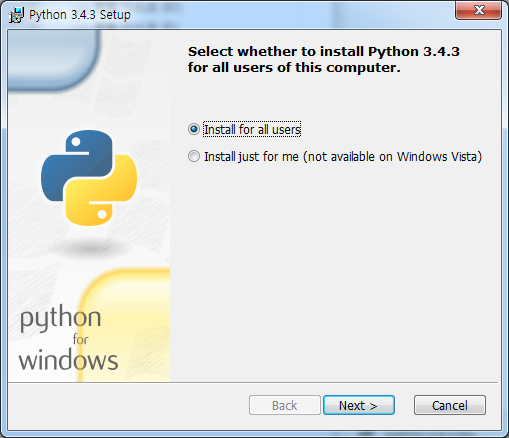 Python 3.4.3 Setup
Select whether to install Python 3.4.3
for all users of this computer.
Install for all users
Install just for me (not available on Windows Vista)
python
for
windows
Back
Next >
Cancel